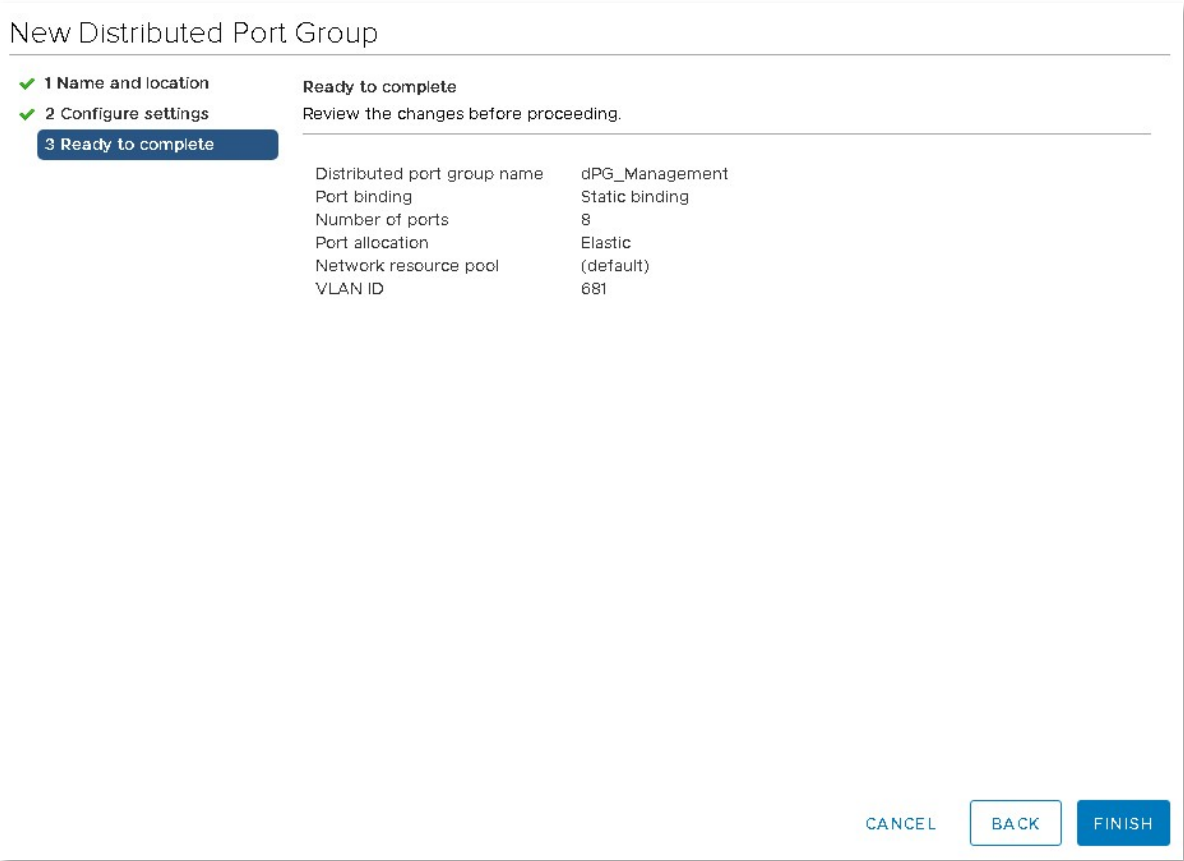 New Distributed Port Group
1 Name and location
2 Configure settings
3 Ready to complete
Ready to complete
Review the changes before proceeding.
Distributed port group name dPG_Management
Port binding Static binding
Number of ports 8
Port allocation Elastic
Network resource pool (default)
VLAN ID 681
CANCEL BACK FINISH